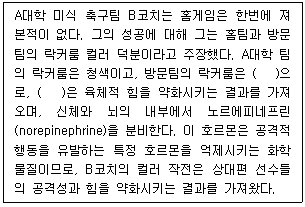 A대학 미식 축구팀 B코치는 홈게임은 한번에 져
본적이 없다. 그의 성공에 대해 그는 홈팀과 방문
팀의 락커룸 컬러 덕분이라고 주장했다. A대학 팀
의 락커룸은 청색이고, 방문팀의 락커룸은 (    )으
로, (    )은 육체적 힘을 약화시키는 결과를 가져
오며, 신체와 뇌의 내부에서 노르에피네프린
(norepinephrine)을 분비한다. 이 호르몬은 공격적
행동을 유발하는 특정 호르몬을 억제시키는 화학
물질이므로, B코치의 컬러 작전은 상대편 선수들
의 공격성과 힘을 약화시키는 결과를 가져왔다.